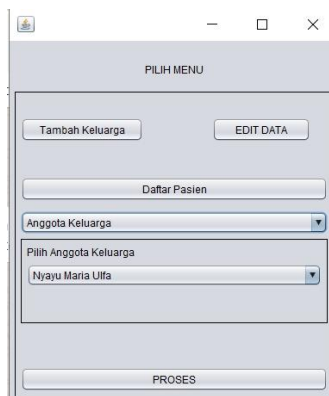 PILIH MENU
Tambah Keluarga
EDIT DATA
Daftar Pasien
Anggota Keluarga
Pilih Anggota Keluarga
Nyayu Maria Ulfa
PROSES